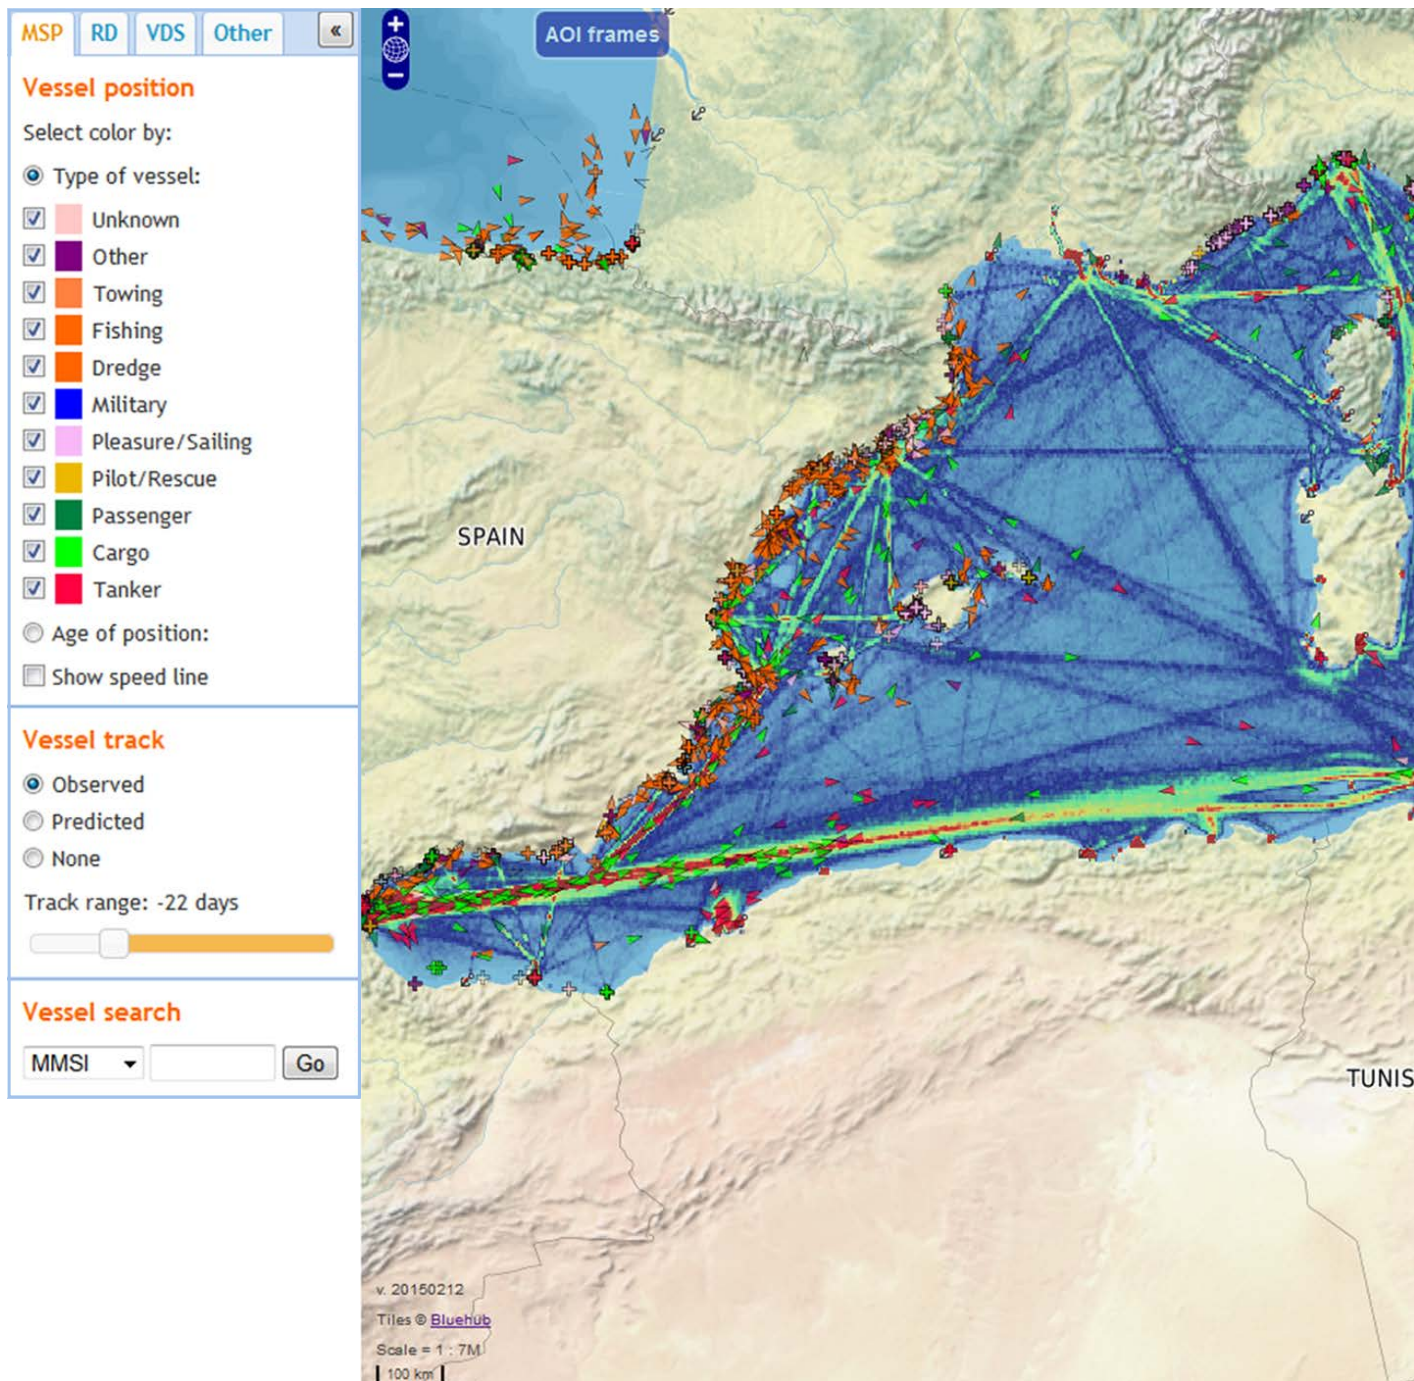 MSP RD VDS Other «
Vessel position
Select color by:
Type of vessel:
Unknown
Other
Towing
Fishing
Dredge
Military
Pleasure/Sailing
Pilot/Rescue
Passenger
Cargo
Tanker
Age of position:
Show speed line
Vessel track
Observed
Predicted
None
Track range: -22 days
Vessel search
MMSI Go
AOI frames
SPAIN
TUNIS
v. 20150212
Tiles © Bluehub
Scale = 1 : 7M
100 km